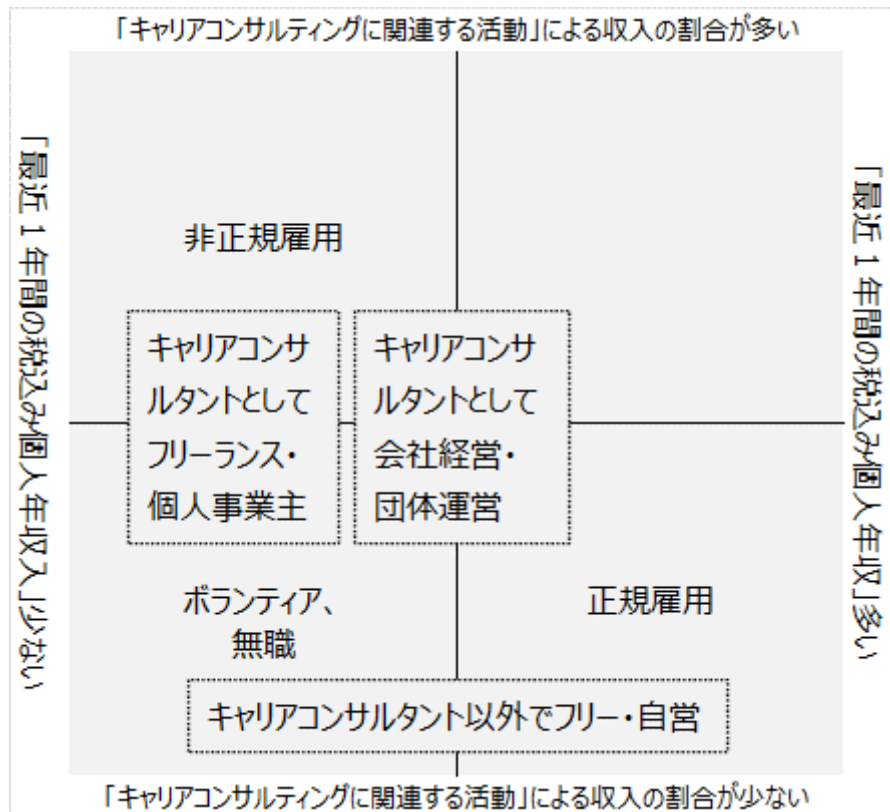 「キャリアコンサルティングに関連する活動」による収入の割合が多い
「最近1年間の税込み個人年収入」少ない
「最近1年間の税込み個人年収」多い
非正規雇用
キャリアコンサ
ルタントとして
フリーランス・
個人事業主
キャリアコンサ
ルタントとして
会社経営・
団体運営
ボランティア、
無職
正規雇用
キャリアコンサルタント以外でフリー・自営
「キャリアコンサルティングに関連する活動」による収入の割合が少ない